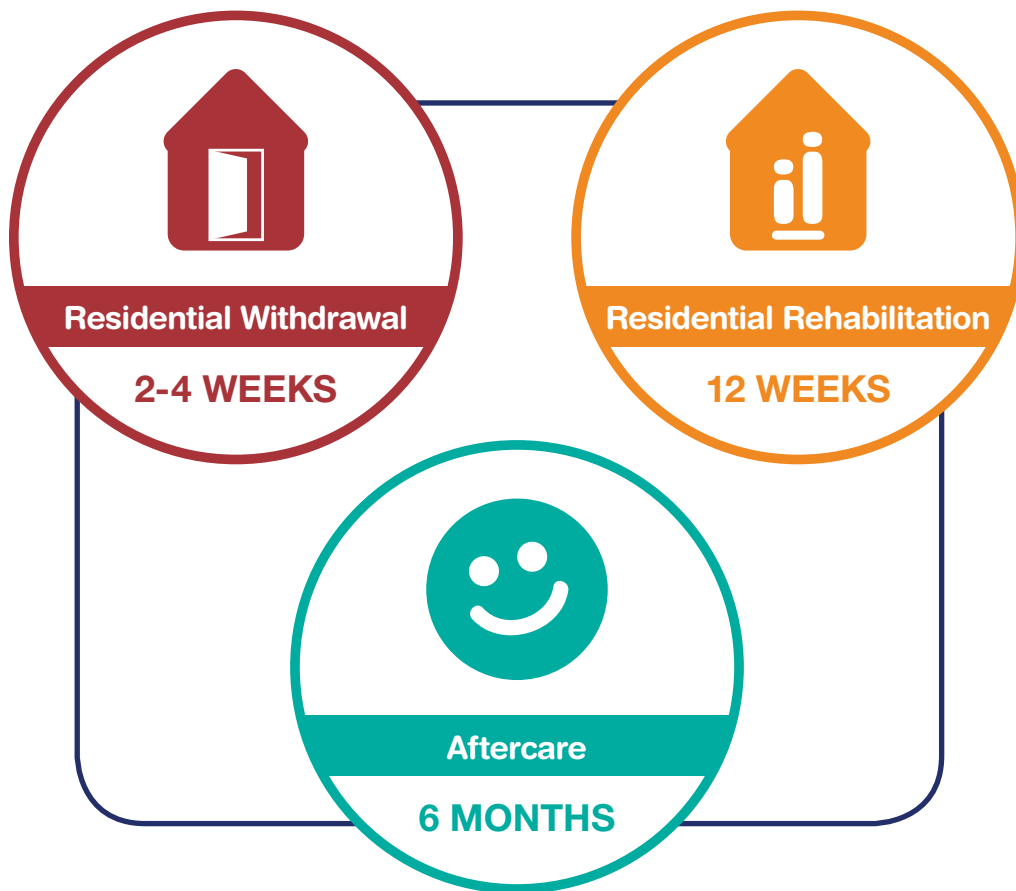 Residential Withdrawal
2-4 WEEKS
Residential Rehabilitation
12 WEEKS
Aftercare
6 MONTHS